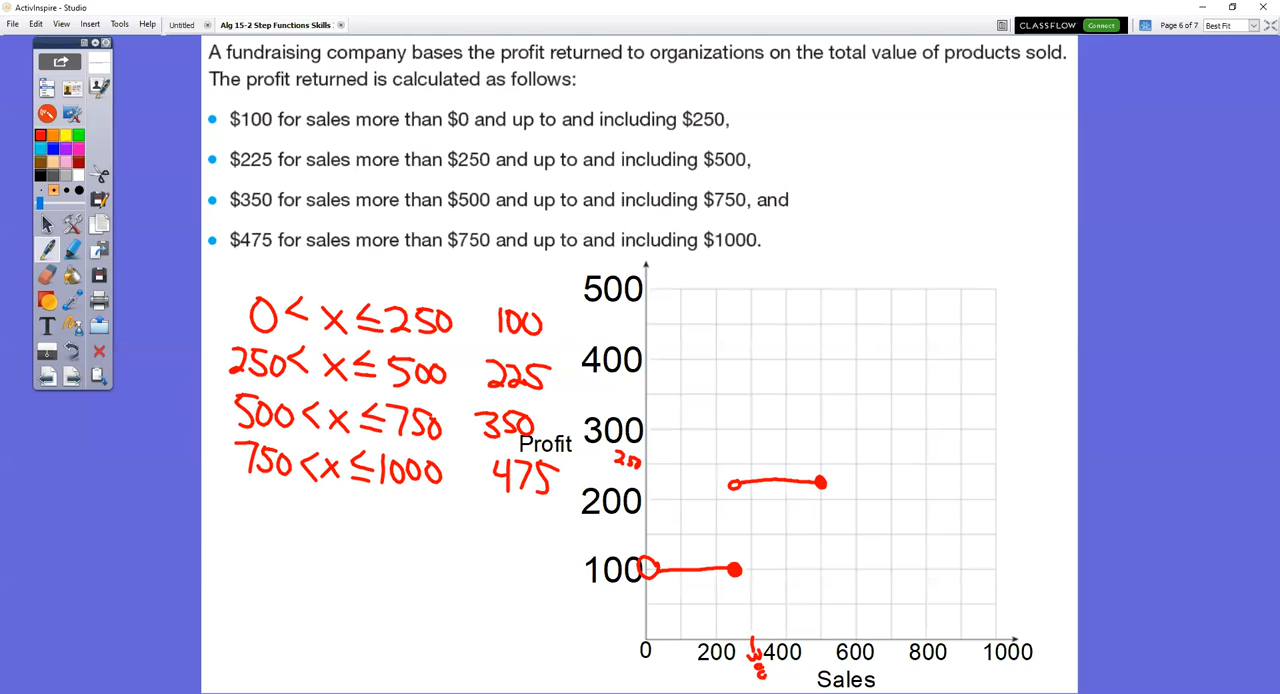 ActivInspire - Studio
File Edit View Insert Tools Help Untitled Alg 15-2 Step Functions Skills CLASSFLOW Connect Page 6 of 7 Best Fit
A fundraising company bases the profit returned to organizations on the total value of products sold.
The profit returned is calculated as follows:
• $100 for sales more than $0 and up to and including $250,
• $225 for sales more than $250 and up to and including $500,
• $350 for sales more than $500 and up to and including $750, and
• $475 for sales more than $750 and up to and including $1000.
0 < x ≤ 250 100
250 < x ≤ 500 225
500 < x ≤ 750 350
750 < x ≤ 1000 475
500
400
300
Profit
250
200
100
0 200 400 600 800 1000
300
Sales